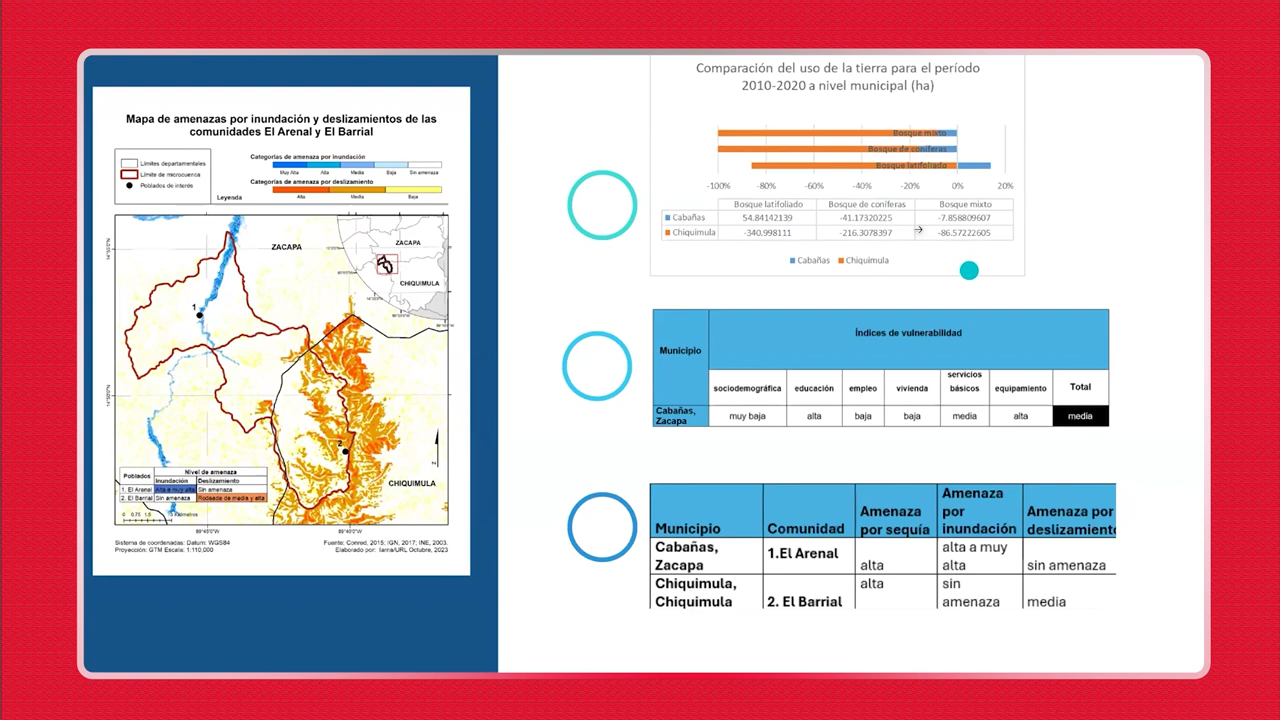 Mapa de amenazas por inundación y deslizamientos de las
comunidades El Arenal y El Barrial
Límites departamentales
Límite de microcuenca
Poblados de interés
Leyenda
Categorías de amenaza por inundación
Muy Alta Alta Media Baja Sin amenaza
Categorías de amenaza por deslizamiento
Alta Media Baja
ZACAPA
ZACAPA
CHIQUIMULA
1
2
CHIQUIMULA
Poblados Nivel de amenaza
Inundación Deslizamiento
1. El Arenal Alta a muy alta Sin amenaza
2. El Barrial Sin amenaza Rodeada de media y alta
0 0.75 1.5
Sistema de coordenadas: Datum: WGS84
Proyección: GTM Escala: 1:110,000
Fuente: Conred, 2015; IGN, 2017; INE, 2003.
Elaborado por: Iarna/URL Octubre, 2023
Comparación del uso de la tierra para el período
2010-2020 a nivel municipal (ha)
Bosque mixto
Bosque de coníferas
Bosque latifoliado
-100% -80% -60% -40% -20% 0% 20%
Bosque latifoliado Bosque de coníferas Bosque mixto
Cabañas 54.84142139 -41.17320225 -7.858809607
Chiquimula -340.998111 -216.3078397 -86.57222605
Cabañas Chiquimula
Municipio Índices de vulnerabilidad
sociodemográfica educación empleo vivienda servicios básicos equipamiento Total
Cabañas, Zacapa muy baja alta baja baja media alta media
Municipio Comunidad Amenaza por sequía Amenaza por inundación Amenaza por deslizamiento
Cabañas, Zacapa 1.El Arenal alta alta a muy alta sin amenaza
Chiquimula, Chiquimula 2. El Barrial alta sin amenaza media